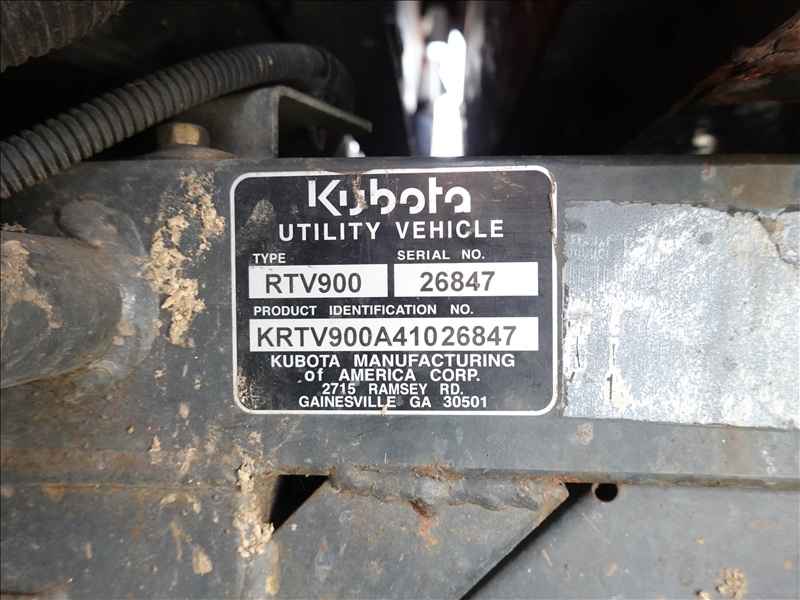 Kubota
UTILITY VEHICLE
TYPE SERIAL NO.
RTV900 26847
PRODUCT IDENTIFICATION NO.
KRTV900A41026847
KUBOTA MANUFACTURING
of AMERICA CORP.
2715 RAMSEY RD.
GAINESVILLE GA 30501